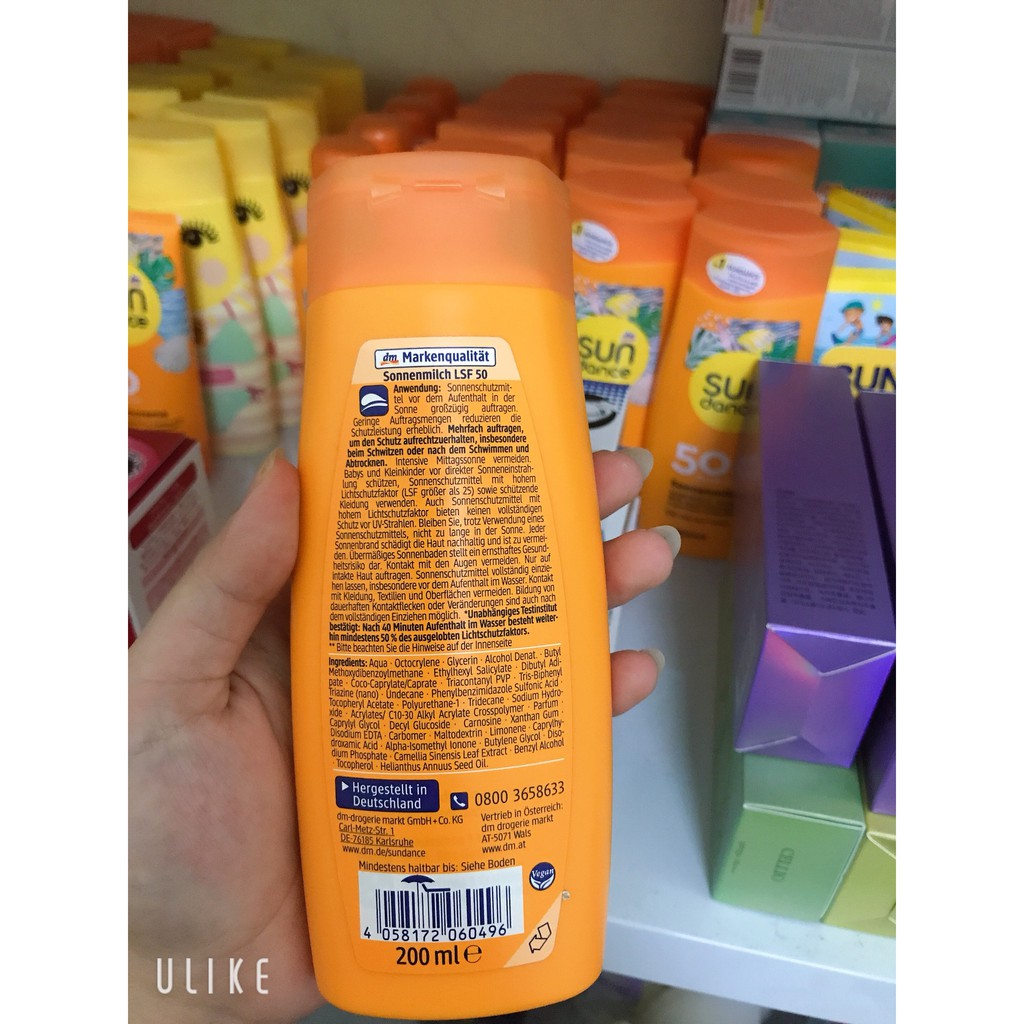 dm Markenqualität
Sonnenmilch LSF 50
Anwendung: Sonnenschutzmit-
tel vor dem Aufenthalt in der
Sonne großzügig auftragen.
Geringe Auftragsmengen reduzieren die
Schutzleistung erheblich. Mehrfach auftragen,
um den Schutz aufrechtzuerhalten, insbesondere
beim Schwitzen oder nach dem Schwimmen und
Abtrocknen. Intensive Mittagssonne vermeiden.
Babys und Kleinkinder vor direkter Sonneneinstrah-
lung schützen, Sonnenschutzmittel mit hohem
Lichtschutzfaktor (LSF größer als 25) sowie schützende
Kleidung verwenden. Auch Sonnenschutzmittel mit
hohem Lichtschutzfaktor bieten keinen vollständigen
Schutz vor UV-Strahlen. Bleiben Sie, trotz Verwendung eines
Sonnenschutzmittels, nicht zu lange in der Sonne. Jeder
Sonnenbrand schädigt die Haut nachhaltig und ist zu vermei-
den. Übermäßiges Sonnenbaden stellt ein ernsthaftes Gesund-
heitsrisiko dar. Kontakt mit den Augen vermeiden. Nur auf
intakte Haut auftragen. Sonnenschutzmittel vollständig einzie-
hen lassen, insbesondere vor dem Aufenthalt im Wasser. Kontakt
mit Kleidung, Textilien und Oberflächen vermeiden. Bildung von
dauerhaften Kontaktflecken oder Veränderungen sind auch nach
dem vollständigen Einziehen möglich. *Unabhängiges Testinstitut
bestätigt: Nach 40 Minuten Aufenthalt im Wasser besteht weiter-
hin mindestens 50 % des ausgelobten Lichtschutzfaktors.
** Bitte beachten Sie die Hinweise auf der Innenseite
Ingredients: Aqua · Octocrylene · Glycerin · Alcohol Denat. · Butyl
Methoxydibenzoylmethane · Ethylhexyl Salicylate · Dibutyl Adi-
pate · Coco-Caprylate/Caprate · Triacontanyl PVP · Tris-Biphenyl
Triazine (nano) · Undecane · Phenylbenzimidazole Sulfonic Acid ·
Tocopheryl Acetate · Polyurethane-1 · Tridecane · Sodium Hydro-
xide · Acrylates/ C10-30 Alkyl Acrylate Crosspolymer · Parfum ·
Caprylyl Glycol · Decyl Glucoside · Carnosine · Xanthan Gum ·
Disodium EDTA · Carbomer · Maltodextrin · Limonene · Caprylhy-
droxamic Acid · Alpha-Isomethyl Ionone · Butylene Glycol · Diso-
dium Phosphate · Camellia Sinensis Leaf Extract · Benzyl Alcohol
· Tocopherol · Helianthus Annuus Seed Oil.
Hergestellt in
Deutschland
0800 3658633
dm-drogerie markt GmbH + Co. KG
Carl-Metz-Str. 1
DE-76185 Karlsruhe
www.dm.de/sundance
Vertrieb in Österreich:
dm drogerie markt
AT-5071 Wals
www.dm.at
Mindestens haltbar bis: Siehe Boden
Vegan
4 058172 060496
200 ml e
sun
dance
sun
dance
50
SUN
ULIKE